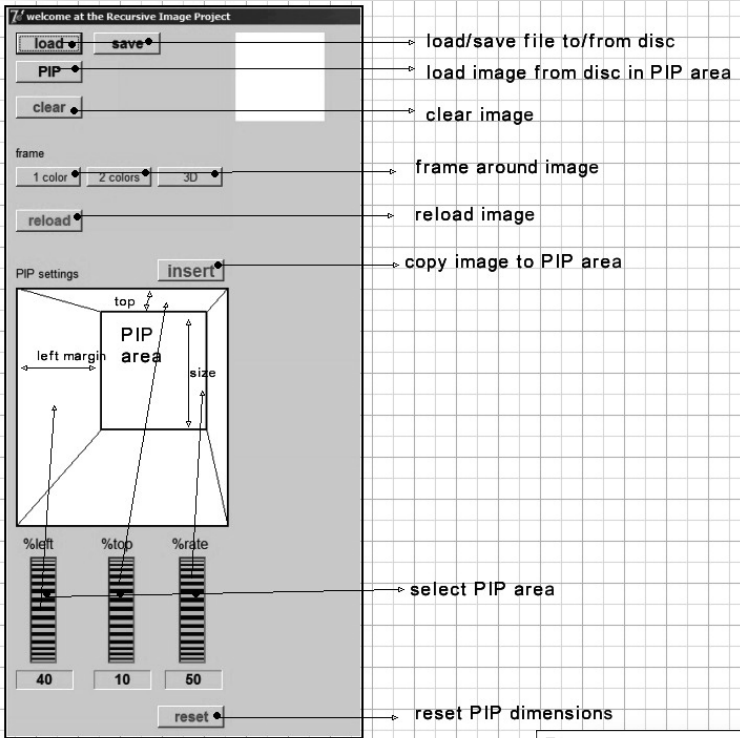 welcome at the Recursive Image Project
load save load/save file to/from disc
PIP load image from disc in PIP area
clear clear image
frame
1 color 2 colors 3D frame around image
reload reload image
PIP settings insert copy image to PIP area
top
PIP
left margin area
size
%left %top %rate
select PIP area
40 10 50
reset reset PIP dimensions